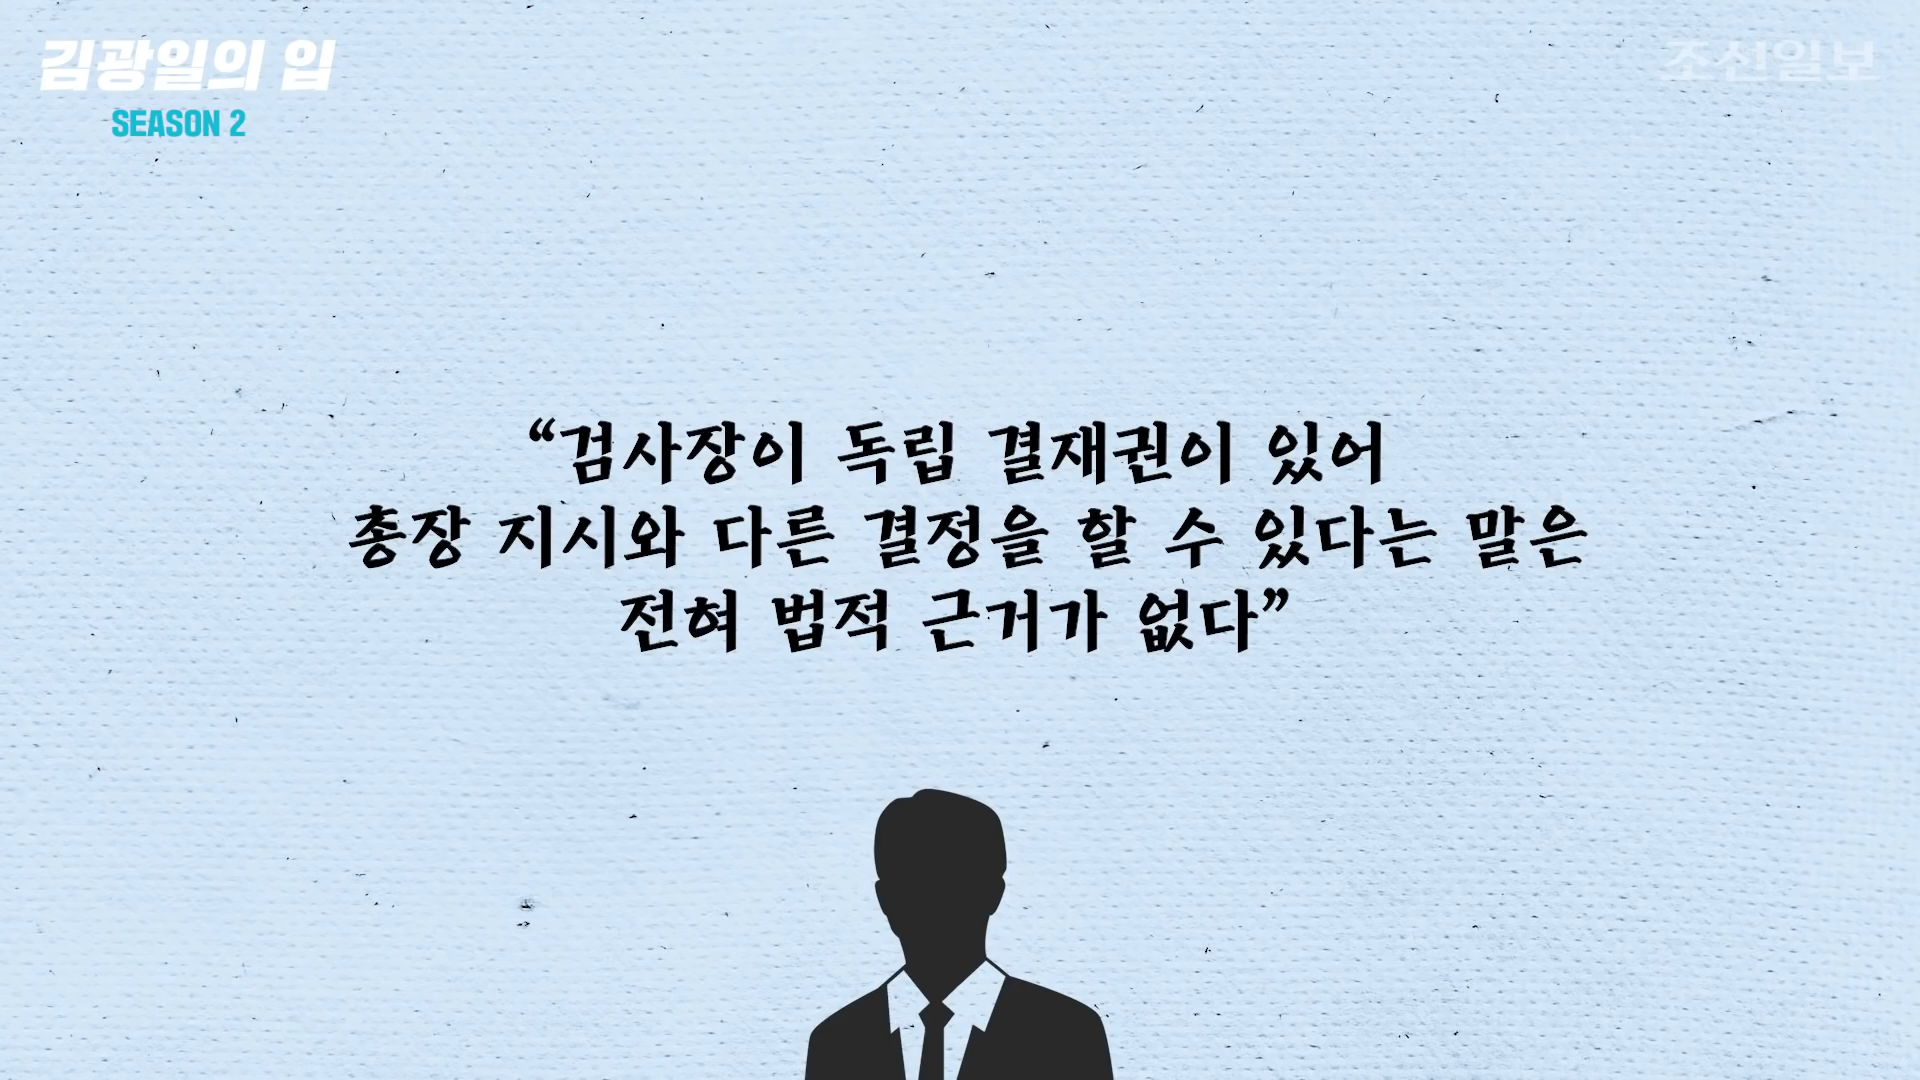 김광일의 입
SEASON 2
조선일보
“검사장이 독립 결재권이 있어
총장 지시와 다른 결정을 할 수 있다는 말은
전혀 법적 근거가 없다”